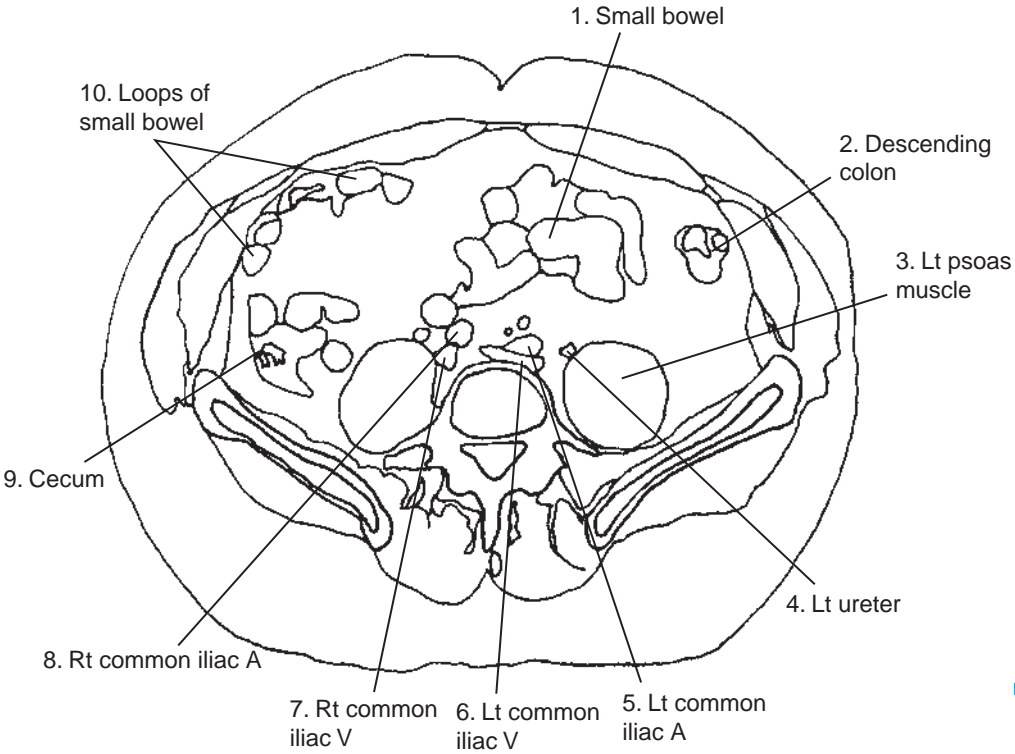 1. Small bowel
10. Loops of
small bowel
2. Descending
colon
3. Lt psoas
muscle
9. Cecum
4. Lt ureter
8. Rt common iliac A
7. Rt common
iliac V
6. Lt common
iliac V
5. Lt common
iliac A